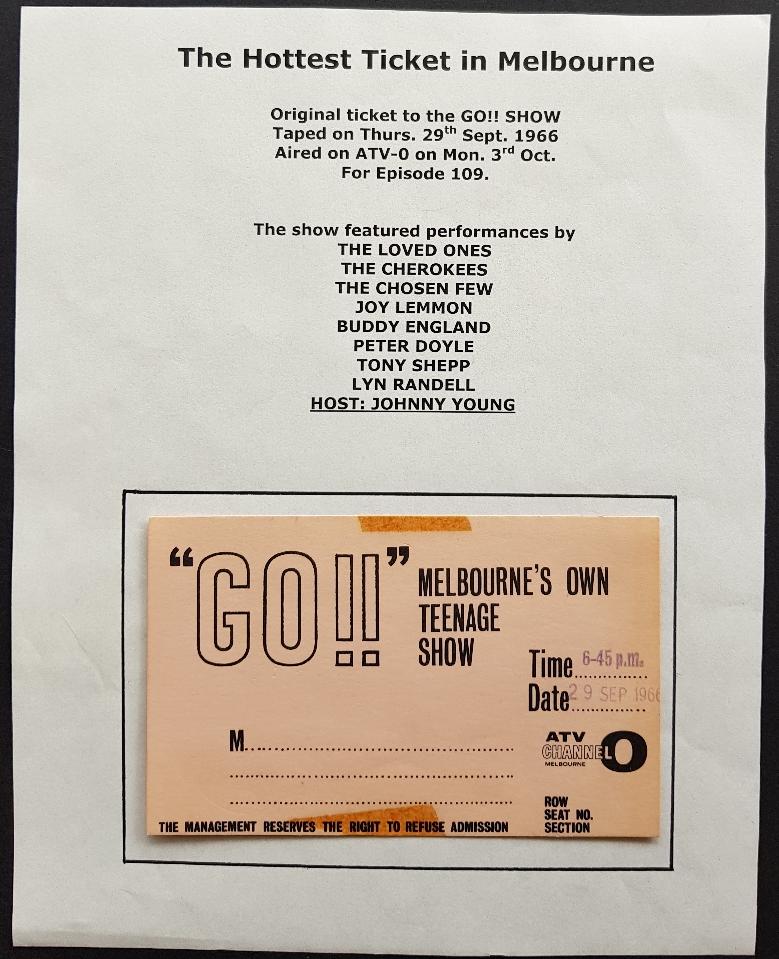 The Hottest Ticket in Melbourne
Original ticket to the GO!! SHOW
Taped on Thurs. 29th Sept. 1966
Aired on ATV-0 on Mon. 3rd Oct.
For Episode 109.
The show featured performances by
THE LOVED ONES
THE CHEROKEES
THE CHOSEN FEW
JOY LEMMON
BUDDY ENGLAND
PETER DOYLE
TONY SHEPP
LYN RANDELL
HOST: JOHNNY YOUNG
“GO!!”
MELBOURNE'S OWN
TEENAGE
SHOW
Time 6-45 p.m.
Date 29 SEP 1966
M
ATV
CHANNEL O
MELBOURNE
ROW
SEAT NO.
SECTION
THE MANAGEMENT RESERVES THE RIGHT TO REFUSE ADMISSION